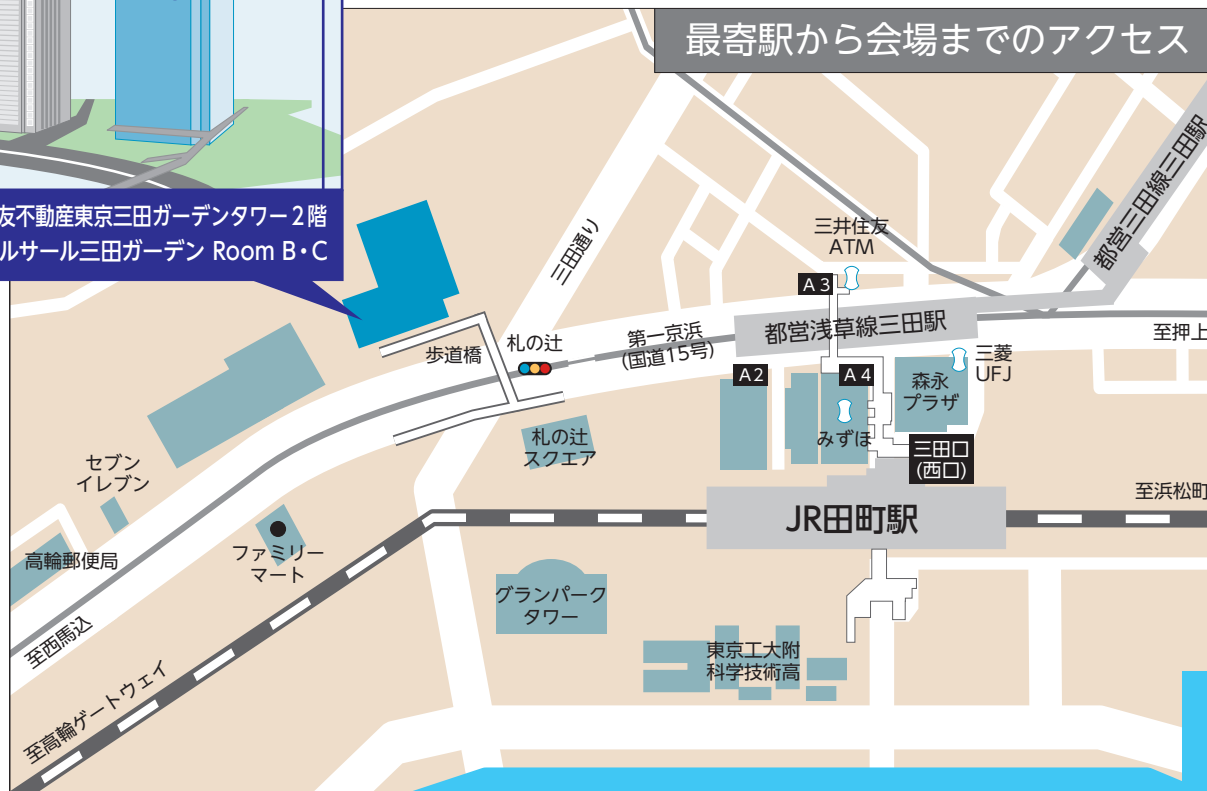 最寄駅から会場までのアクセス
友不動産東京三田ガーデンタワー2階
ルサール三田ガーデン Room B・C
三田通り
三井住友
ATM
都営三田線三田駅
A3
都営浅草線三田駅
至押上
第一京浜
(国道15号)
札の辻
歩道橋
A2
A4
三菱
UFJ
森永
プラザ
みずほ
三田口
(西口)
札の辻
スクエア
セブン
イレブン
至浜松町
JR田町駅
高輪郵便局
ファミリー
マート
グランパーク
タワー
至西馬込
東京工大附
科学技術高
至高輪ゲートウェイ